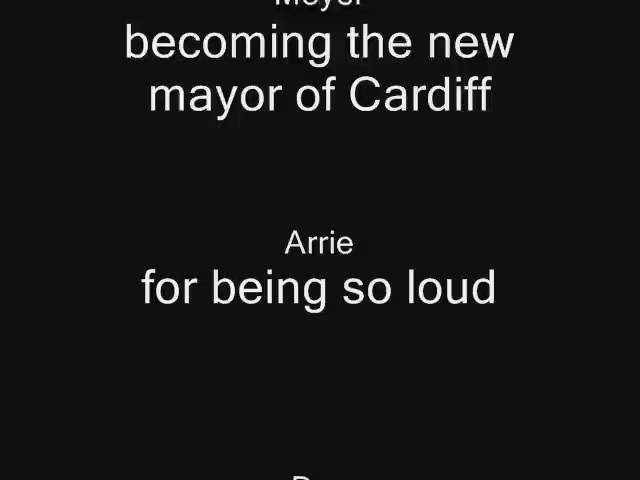 becoming the new
mayor of Cardiff
Arrie
for being so loud